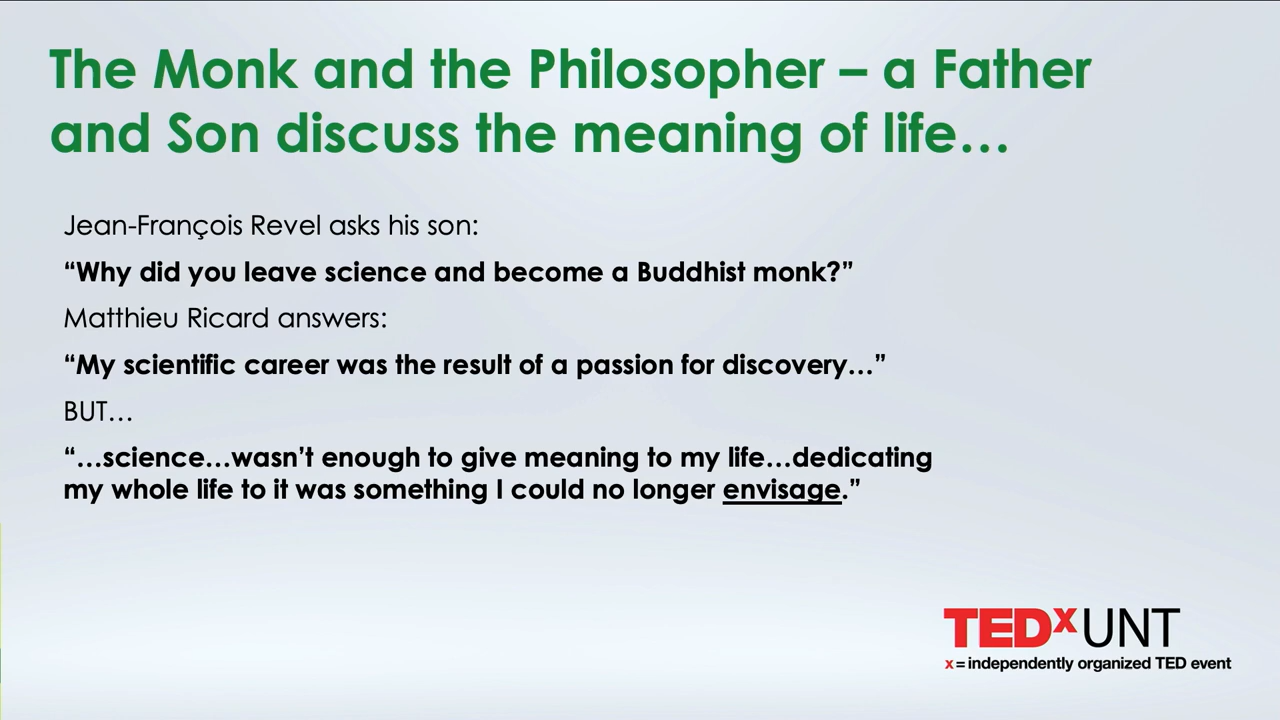 The Monk and the Philosopher – a Father
and Son discuss the meaning of life…
Jean-François Revel asks his son:
“Why did you leave science and become a Buddhist monk?”
Matthieu Ricard answers:
“My scientific career was the result of a passion for discovery…”
BUT…
“…science…wasn’t enough to give meaning to my life…dedicating
my whole life to it was something I could no longer envisage.”
TEDxUNT
x = independently organized TED event